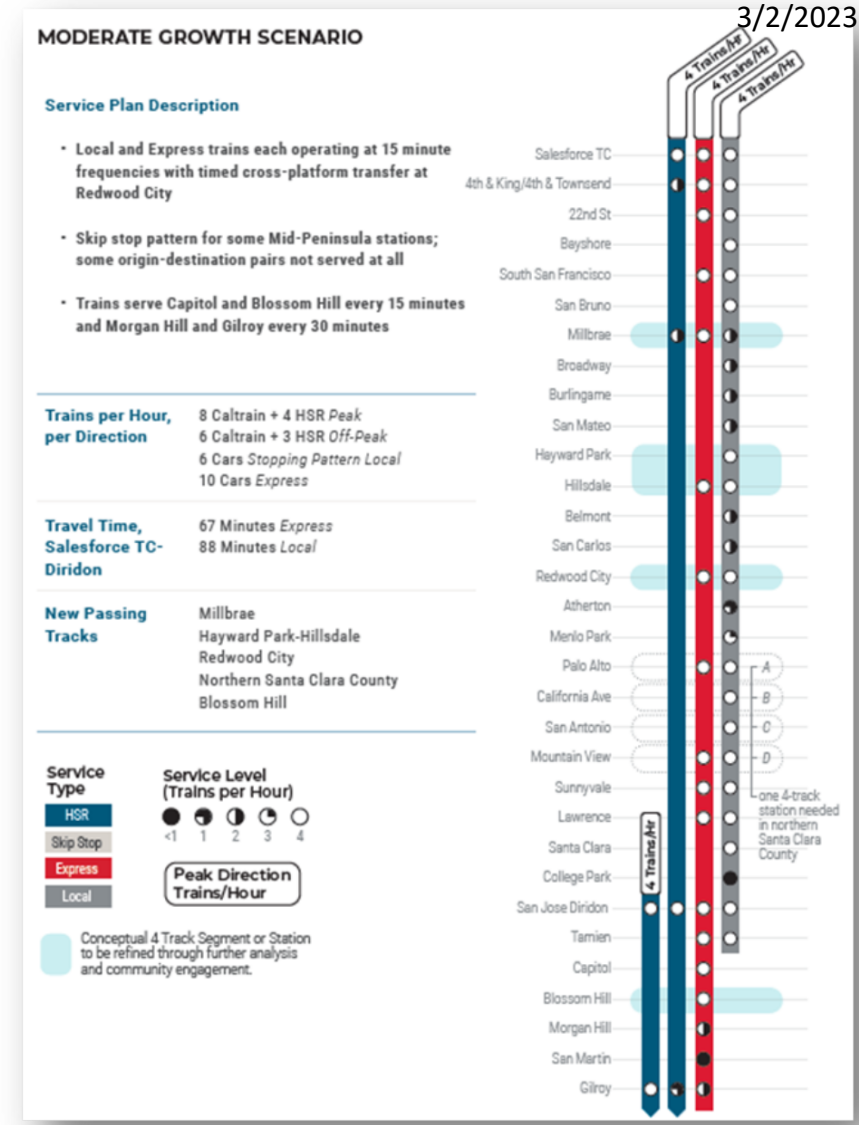 3/2/2023
MODERATE GROWTH SCENARIO
Service Plan Description
• Local and Express trains each operating at 15 minute
frequencies with timed cross-platform transfer at
Redwood City
• Skip stop pattern for some Mid-Peninsula stations;
some origin-destination pairs not served at all
• Trains serve Capitol and Blossom Hill every 15 minutes
and Morgan Hill and Gilroy every 30 minutes
Trains per Hour,
per Direction
8 Caltrain + 4 HSR Peak
6 Caltrain + 3 HSR Off-Peak
6 Cars Stopping Pattern Local
10 Cars Express
Travel Time,
Salesforce TC-
Diridon
67 Minutes Express
88 Minutes Local
New Passing
Tracks
Millbrae
Hayward Park-Hillsdale
Redwood City
Northern Santa Clara County
Blossom Hill
Service
Type
HSR
Skip Stop
Express
Local
Service Level
(Trains per Hour)
<1 1 2 3 4
Peak Direction
Trains/Hour
Conceptual 4 Track Segment or Station
to be refined through further analysis
and community engagement.
4 Trains/Hr
4 Trains/Hr
4 Trains/Hr
Salesforce TC
4th & King/4th & Townsend
22nd St
Bayshore
South San Francisco
San Bruno
Millbrae
Broadway
Burlingame
San Mateo
Hayward Park
Hillsdale
Belmont
San Carlos
Redwood City
Atherton
Menlo Park
Palo Alto
A
California Ave
B
San Antonio
C
Mountain View
D
Sunnyvale
Lawrence
Santa Clara
College Park
San Jose Diridon
Tamien
Capitol
Blossom Hill
Morgan Hill
San Martin
Gilroy
one 4-track
station needed
in northern
Santa Clara
County
4 Trains/Hr